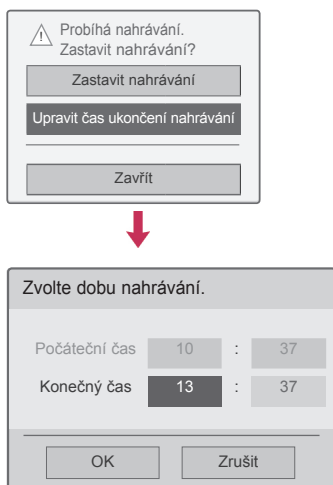 Probíhá nahrávání.
Zastavit nahrávání?
Zastavit nahrávání
Upravit čas ukončení nahrávání
Zavřít
Zvolte dobu nahrávání.
Počáteční čas 10 : 37
Konečný čas 13 : 37
OK Zrušit